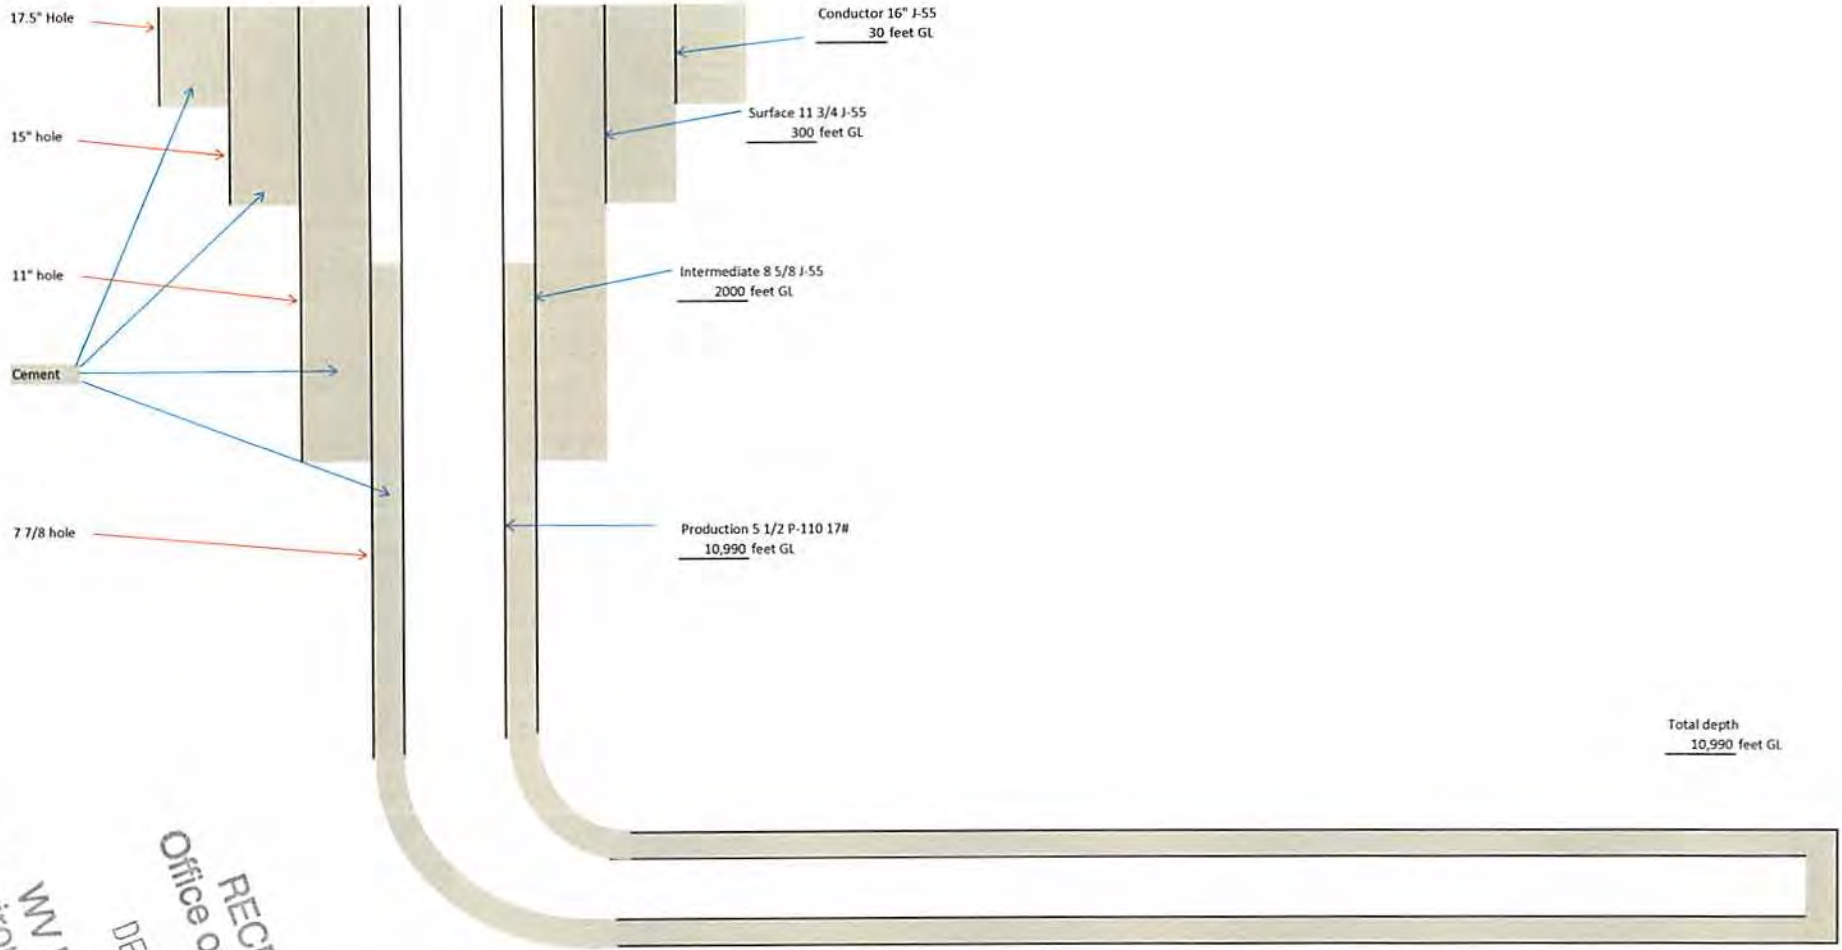 17.5" Hole
Conductor 16" J-55
30 feet GL
Surface 11 3/4 J-55
300 feet GL
15" hole
11" hole
Intermediate 8 5/8 J-55
2000 feet GL
Cement
7 7/8 hole
Production 5 1/2 P-110 17#
10,990 feet GL
Total depth
10,990 feet GL
Office o
WV